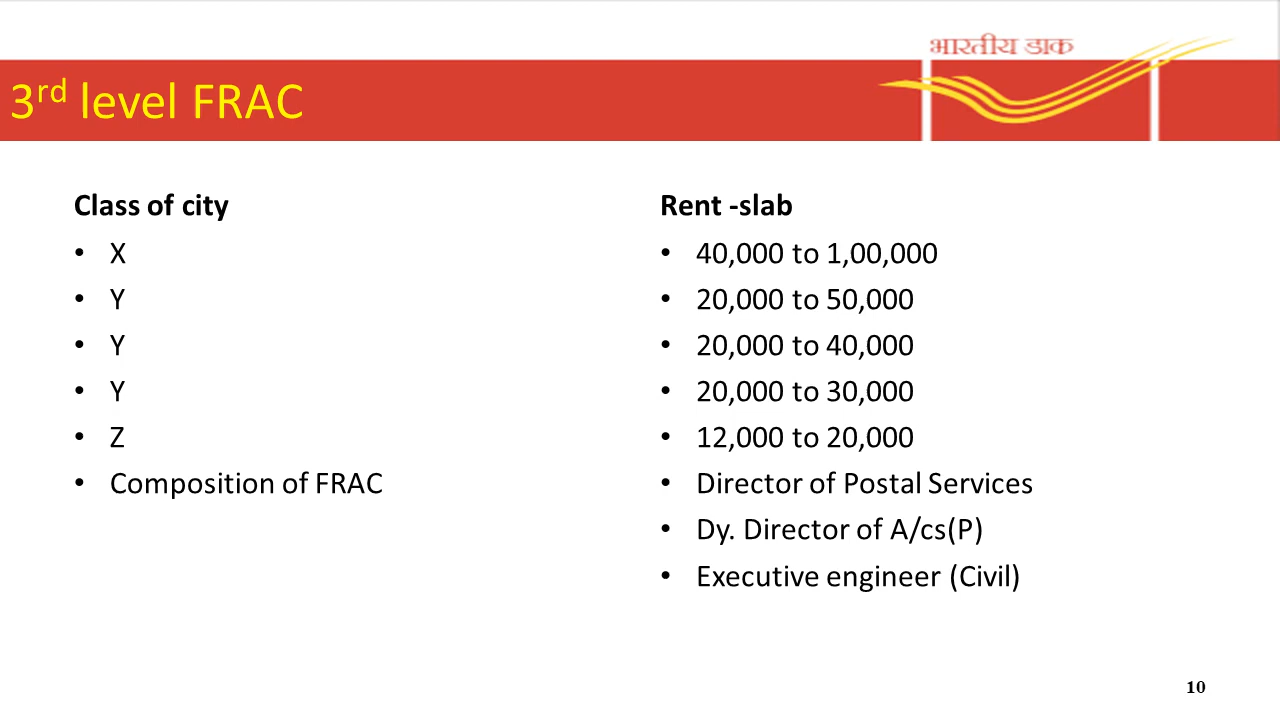 भारतीय डाक
3rd level FRAC
Class of city
• X
• Y
• Y
• Y
• Z
• Composition of FRAC
Rent -slab
• 40,000 to 1,00,000
• 20,000 to 50,000
• 20,000 to 40,000
• 20,000 to 30,000
• 12,000 to 20,000
• Director of Postal Services
• Dy. Director of A/cs(P)
• Executive engineer (Civil)
10